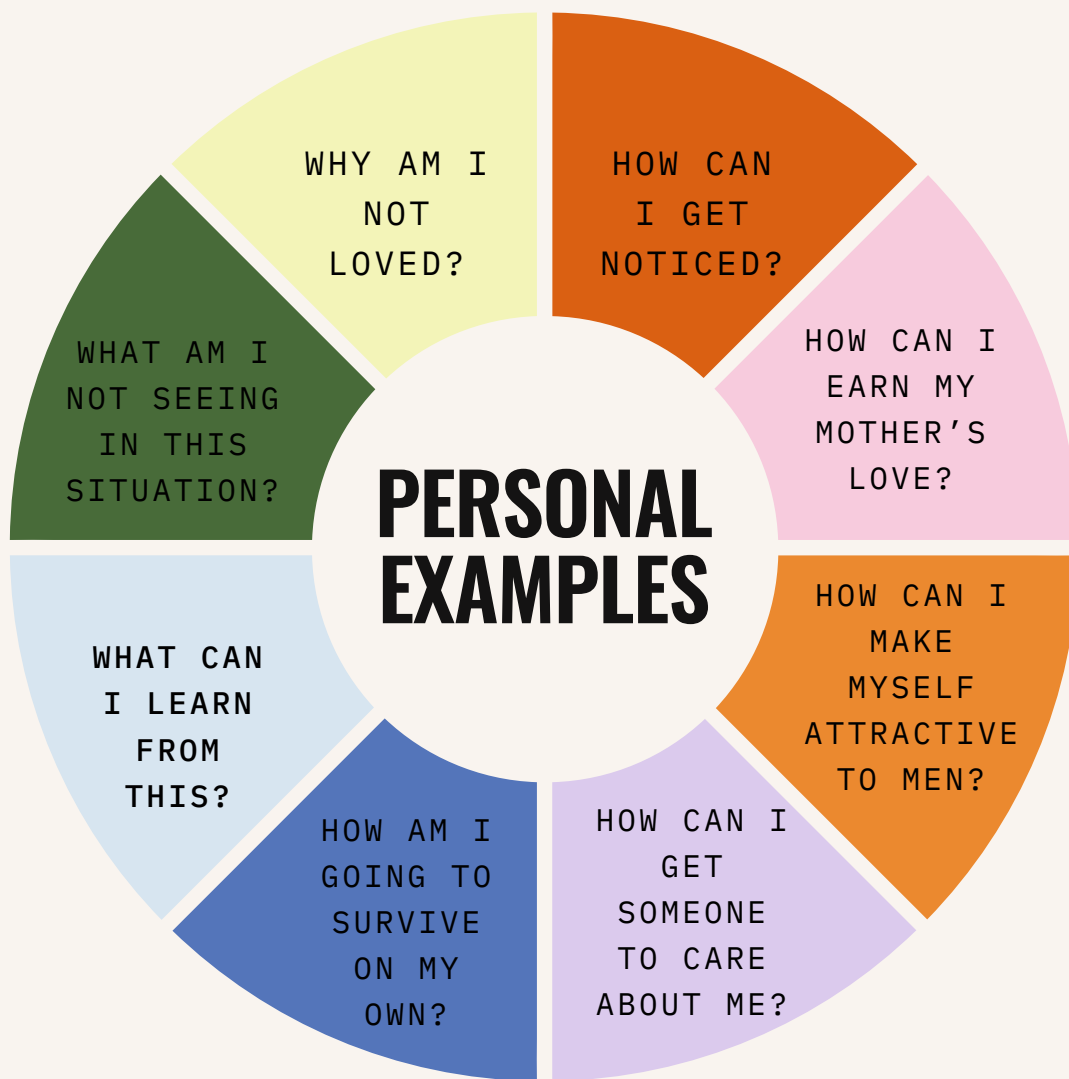 PERSONAL
EXAMPLES
HOW CAN
I GET
NOTICED?
HOW CAN I
EARN MY
MOTHER’S
LOVE?
HOW CAN I
MAKE
MYSELF
ATTRACTIVE
TO MEN?
HOW CAN I
GET
SOMEONE
TO CARE
ABOUT ME?
HOW AM I
GOING TO
SURVIVE
ON MY
OWN?
WHAT CAN
I LEARN
FROM
THIS?
WHAT AM I
NOT SEEING
IN THIS
SITUATION?
WHY AM I
NOT
LOVED?